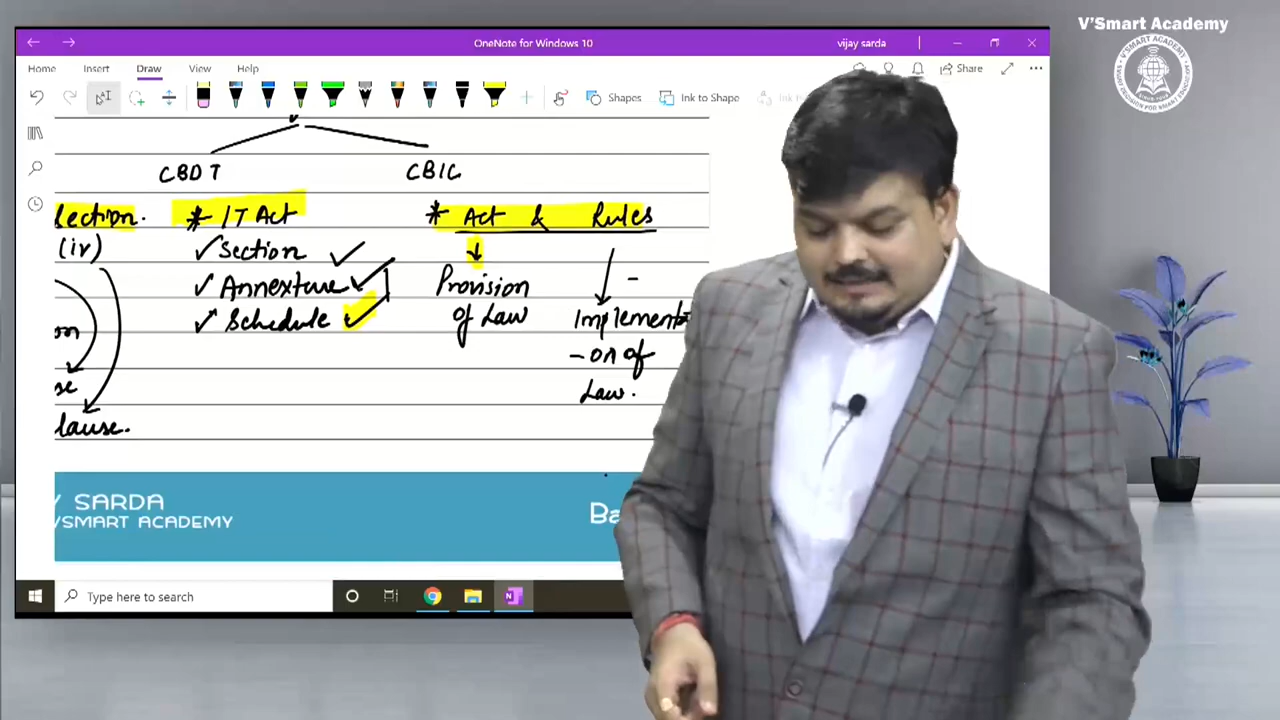 V'Smart Academy
OneNote for Windows 10
vijay sarda
Home Insert Draw View Help
Share
Shapes
Ink to Shape
CBDT
CBIC
* IT Act
* Act & Rules
(iv)
✓ Section ✓
✓ Annexture ✓
✓ Schedule ✓
Provision
of Law
Implement
-on of
Law.
SARDA
VSMART ACADEMY
Type here to search